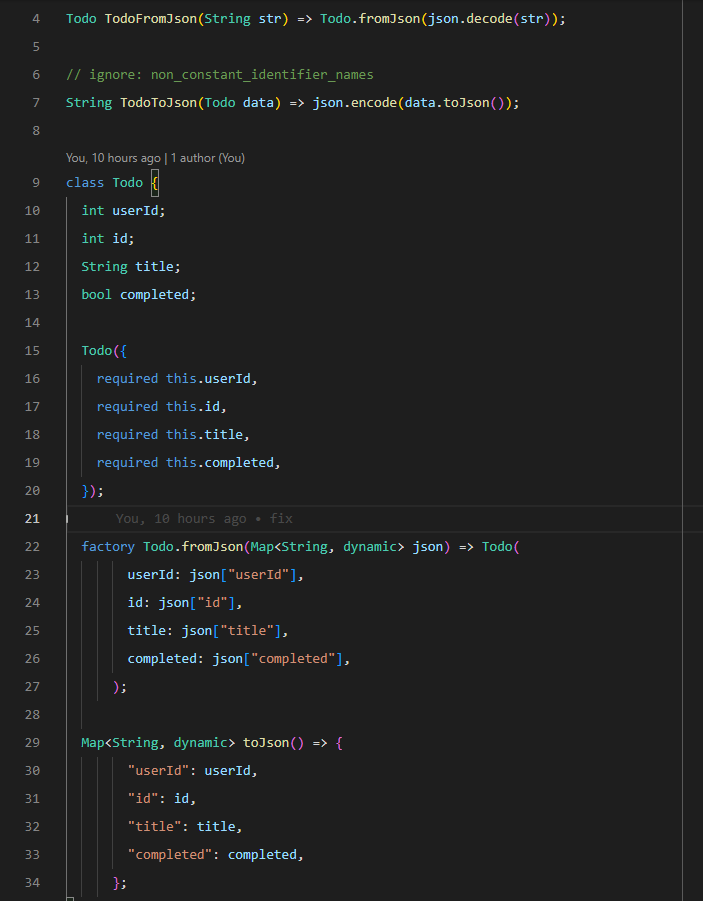 4 Todo TodoFromJson(String str) => Todo.fromJson(json.decode(str));
5
6 // ignore: non_constant_identifier_names
7 String TodoToJson(Todo data) => json.encode(data.toJson());
8
You, 10 hours ago | 1 author (You)
9 class Todo {
10 int userId;
11 int id;
12 String title;
13 bool completed;
14
15 Todo({
16 required this.userId,
17 required this.id,
18 required this.title,
19 required this.completed,
20 });
21 You, 10 hours ago • fix
22 factory Todo.fromJson(Map<String, dynamic> json) => Todo(
23 userId: json["userId"],
24 id: json["id"],
25 title: json["title"],
26 completed: json["completed"],
27 );
28
29 Map<String, dynamic> toJson() => {
30 "userId": userId,
31 "id": id,
32 "title": title,
33 "completed": completed,
34 };